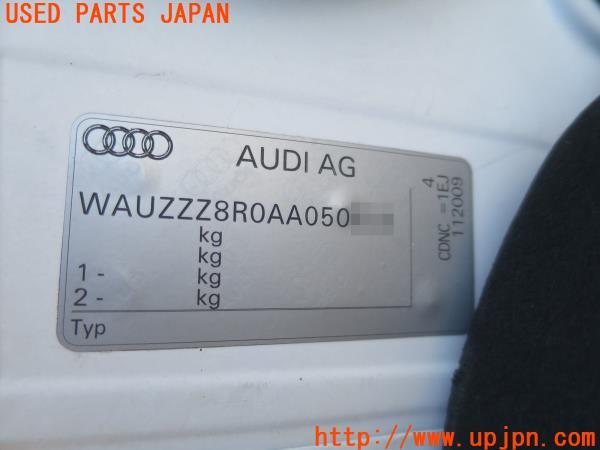 USED PARTS JAPAN
AUDI AG
WAUZZZ8R0AA050
kg
kg
1 - kg
2 - kg
Typ
4
CDNC =1EJ
112009
http://www.upjpn.com/